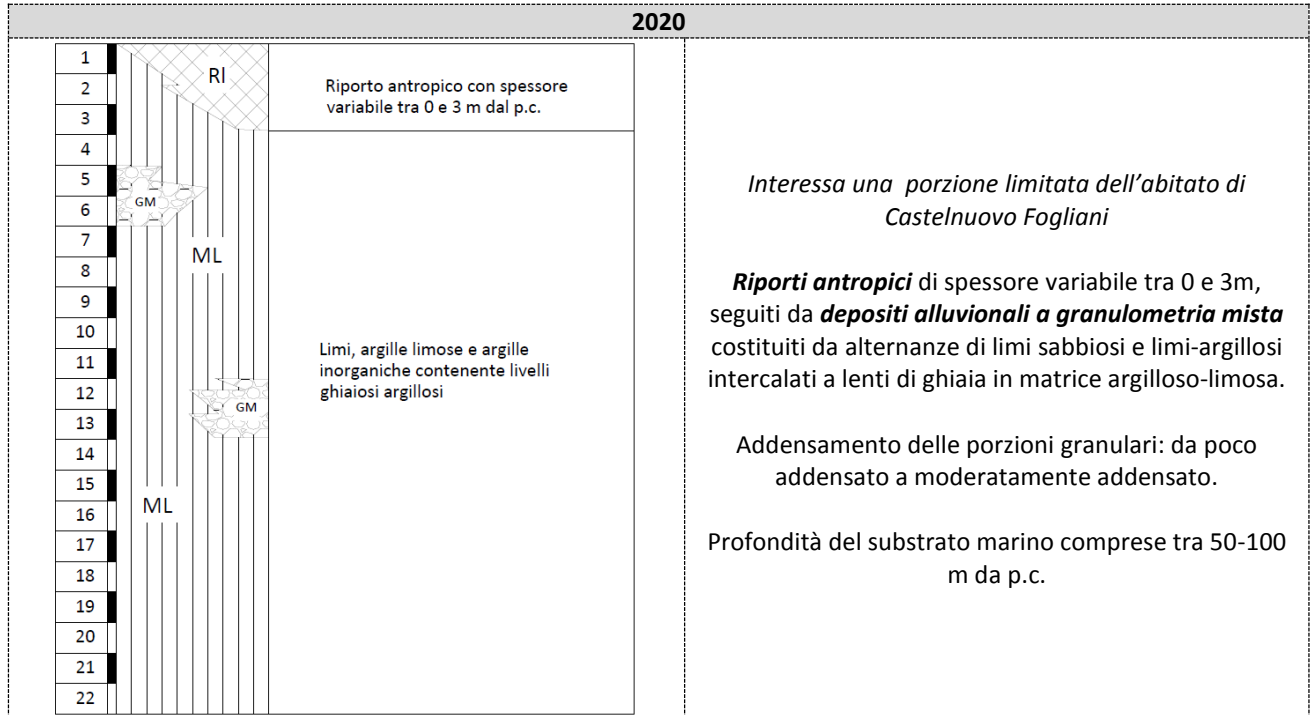 2020
1
2
3
4
5
6
7
8
9
10
11
12
13
14
15
16
17
18
19
20
21
22
RI
GM
ML
GM
ML
Riporto antropico con spessore
variabile tra 0 e 3 m dal p.c.
Limi, argille limose e argille
inorganiche contenente livelli
ghiaiosi argillosi
Interessa una porzione limitata dell’abitato di
Castelnuovo Fogliani
Riporti antropici di spessore variabile tra 0 e 3m,
seguiti da depositi alluvionali a granulometria mista
costituiti da alternanze di limi sabbiosi e limi-argillosi
intercalati a lenti di ghiaia in matrice argilloso-limosa.
Addensamento delle porzioni granulari: da poco
addensato a moderatamente addensato.
Profondità del substrato marino comprese tra 50-100
m da p.c.